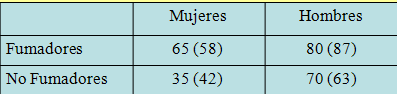 Mujeres Hombres
Fumadores 65 (58) 80 (87)
No Fumadores 35 (42) 70 (63)